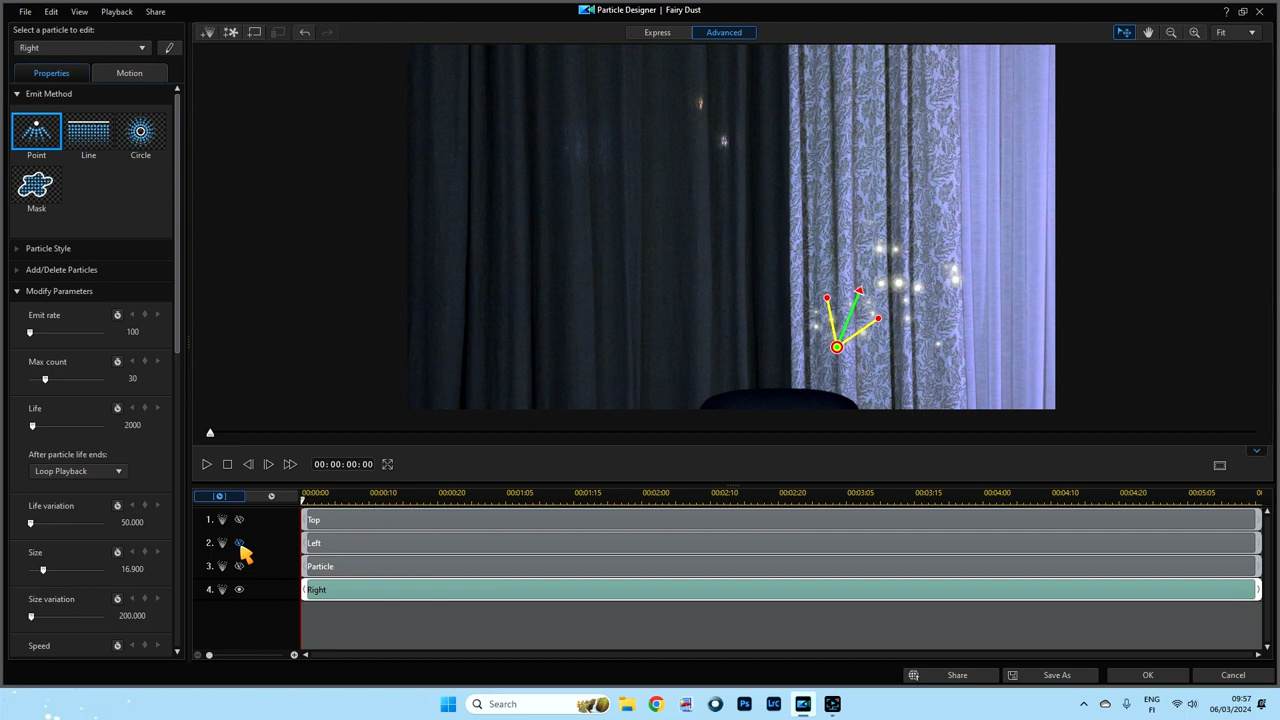 File Edit View Playback Share
Particle Designer | Fairy Dust
?
Select a particle to edit:
Right
Express Advanced
Fit
Properties Motion
Emit Method
Point Line Circle
Mask
Particle Style
Add/Delete Particles
Modify Parameters
Emit rate
100
Max count
30
Life
2000
After particle life ends:
Loop Playback
Life variation
50.000
Size
16.900
Size variation
200.000
Speed
00:00:00:00
00:00:00 00:00:10 00:00:20 00:01:05 00:01:15 00:02:00 00:02:10 00:02:20 00:03:05 00:03:15 00:04:00 00:04:10 00:04:20 00:05:05 00
1. Top
2. Left
3. Particle
4. Right
Share Save As OK Cancel
Search
Ps Lrc
ENG
FI
09:57
06/03/2024